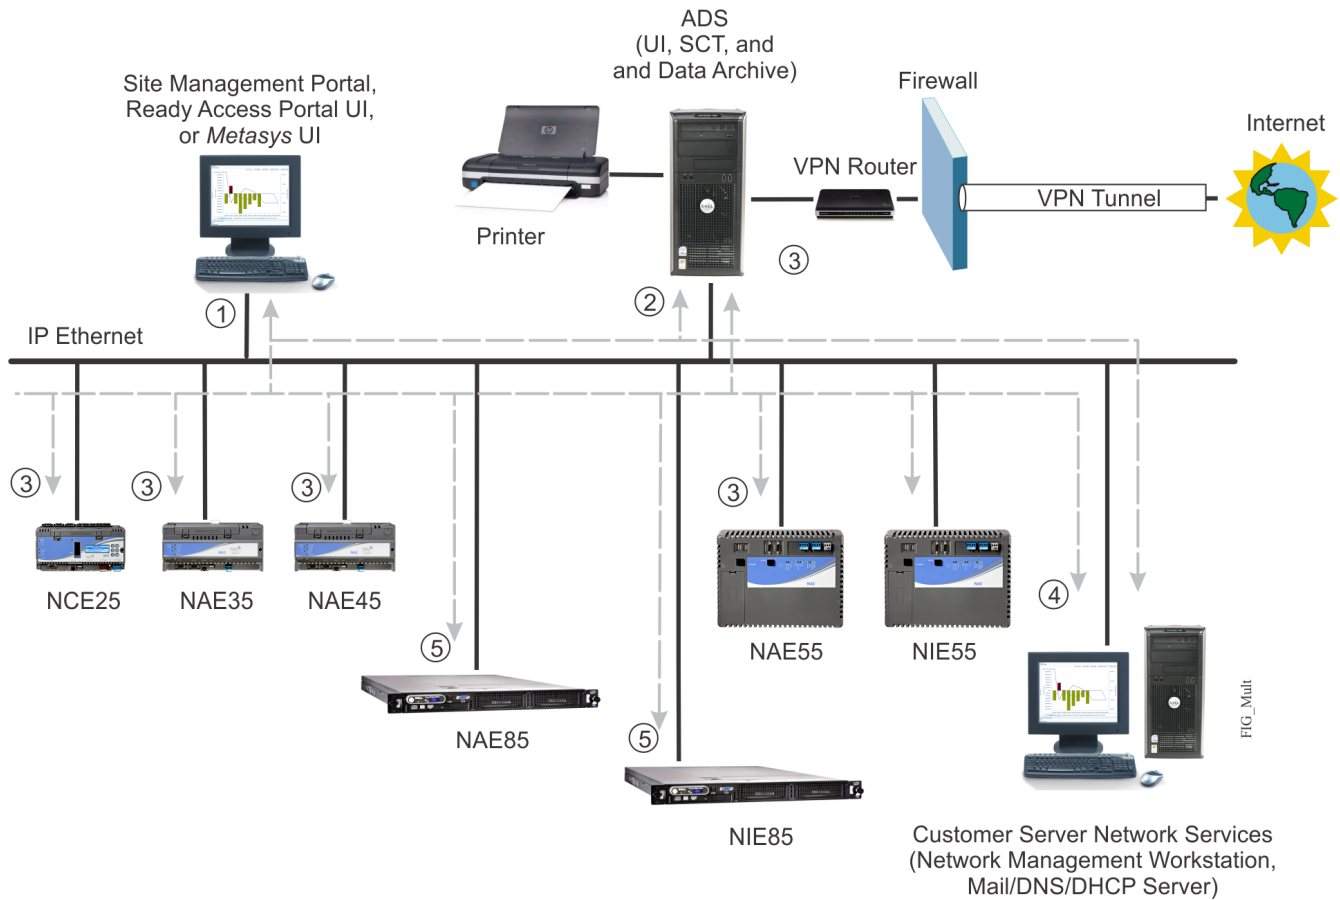 ADS
(UI, SCT, and
and Data Archive)
Site Management Portal,
Ready Access Portal UI,
or Metasys UI
Firewall
Internet
VPN Router
VPN Tunnel
Printer
3
1
2
IP Ethernet
3
3
3
3
NCE25
NAE35
NAE45
4
5
NAE55
NIE55
NAE85
5
FIG_Mult
NIE85
Customer Server Network Services
(Network Management Workstation,
Mail/DNS/DHCP Server)